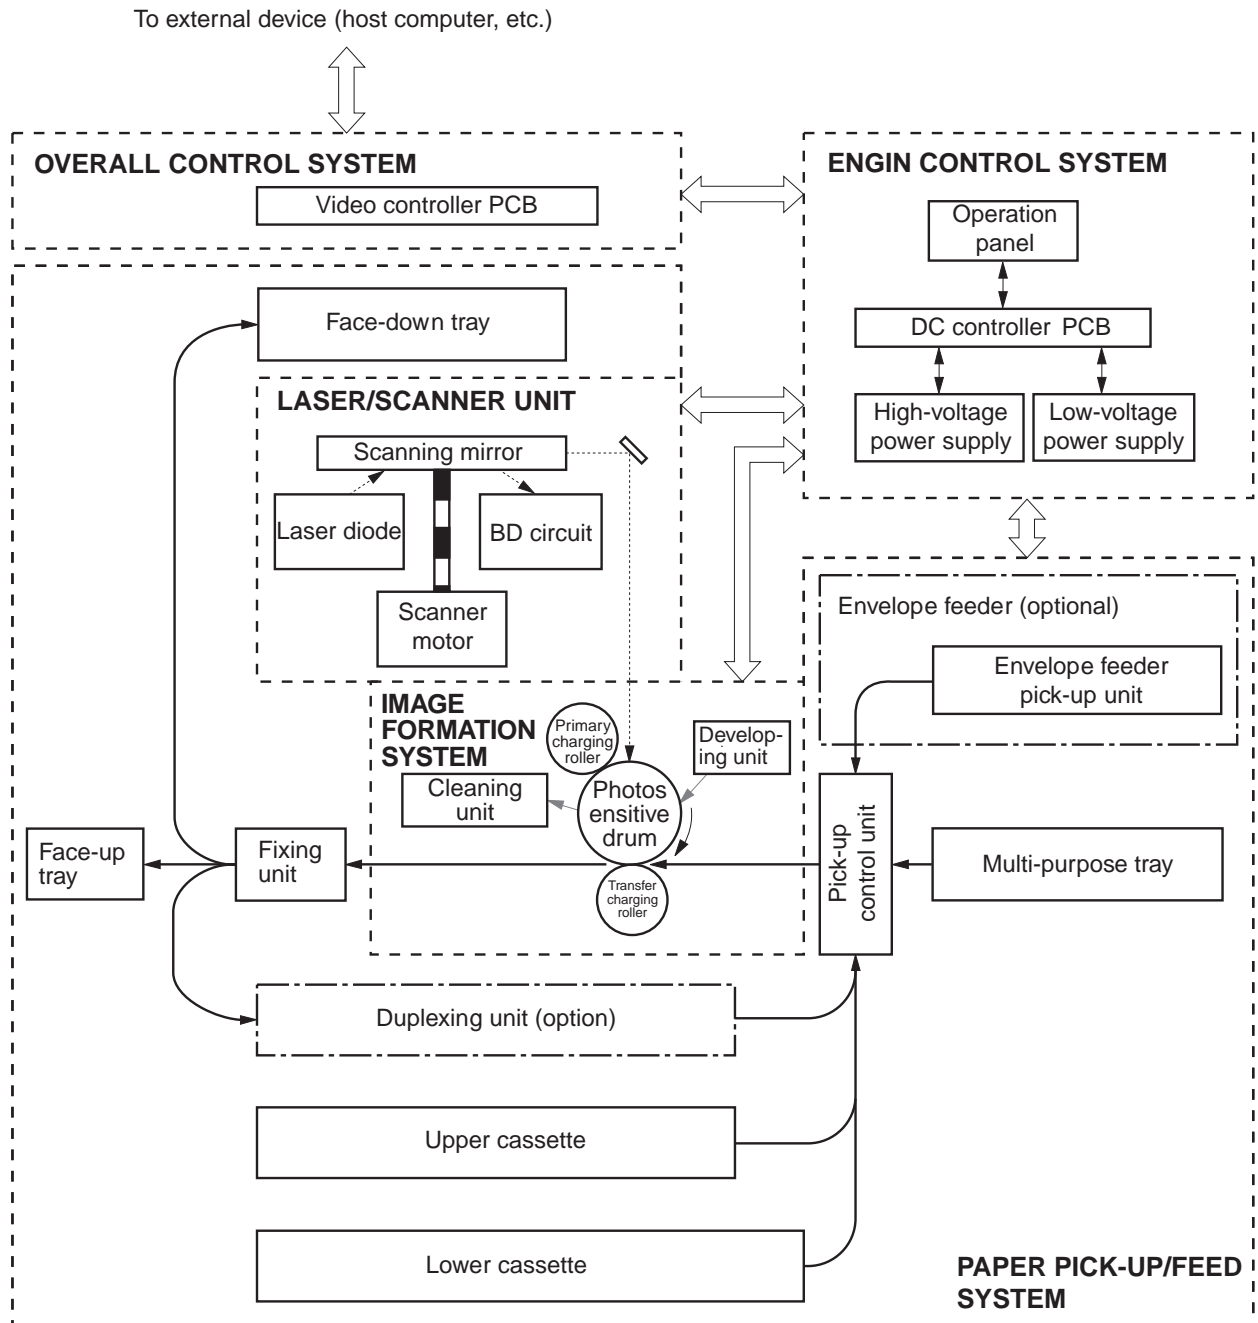 To external device (host computer, etc.)
OVERALL CONTROL SYSTEM
Video controller PCB
ENGIN CONTROL SYSTEM
Operation
panel
DC controller PCB
High-voltage
power supply
Low-voltage
power supply
Face-down tray
LASER/SCANNER UNIT
Scanning mirror
Laser diode
BD circuit
Scanner
motor
Envelope feeder (optional)
Envelope feeder
pick-up unit
IMAGE
FORMATION
SYSTEM
Primary
charging
roller
Develop-
ing unit
Cleaning
unit
Photos
ensitive
drum
Transfer
charging
roller
Pick-up
control unit
Multi-purpose tray
Face-up
tray
Fixing
unit
Duplexing unit (option)
Upper cassette
Lower cassette
PAPER PICK-UP/FEED
SYSTEM